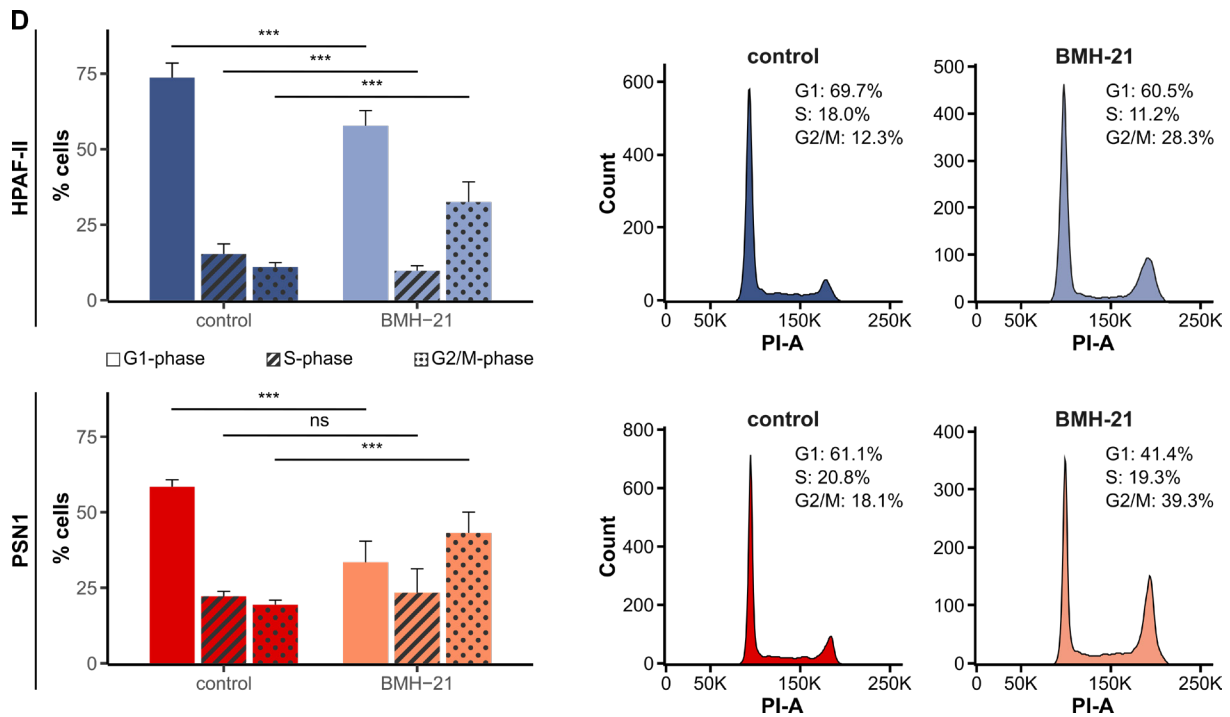 D
HPAF-II
% cells
75
50
25
0
***
***
***
control
BMH−21
control
G1: 69.7%
S: 18.0%
G2/M: 12.3%
Count
600
400
200
0
0
50K
150K
250K
PI-A
BMH-21
G1: 60.5%
S: 11.2%
G2/M: 28.3%
500
400
300
200
100
0
0
50K
150K
250K
PI-A
G1-phase
S-phase
G2/M-phase
PSN1
% cells
75
50
25
0
***
ns
***
control
BMH−21
control
G1: 61.1%
S: 20.8%
G2/M: 18.1%
Count
800
600
400
200
0
0
50K
150K
250K
PI-A
BMH-21
G1: 41.4%
S: 19.3%
G2/M: 39.3%
400
300
200
100
0
0
50K
150K
250K
PI-A